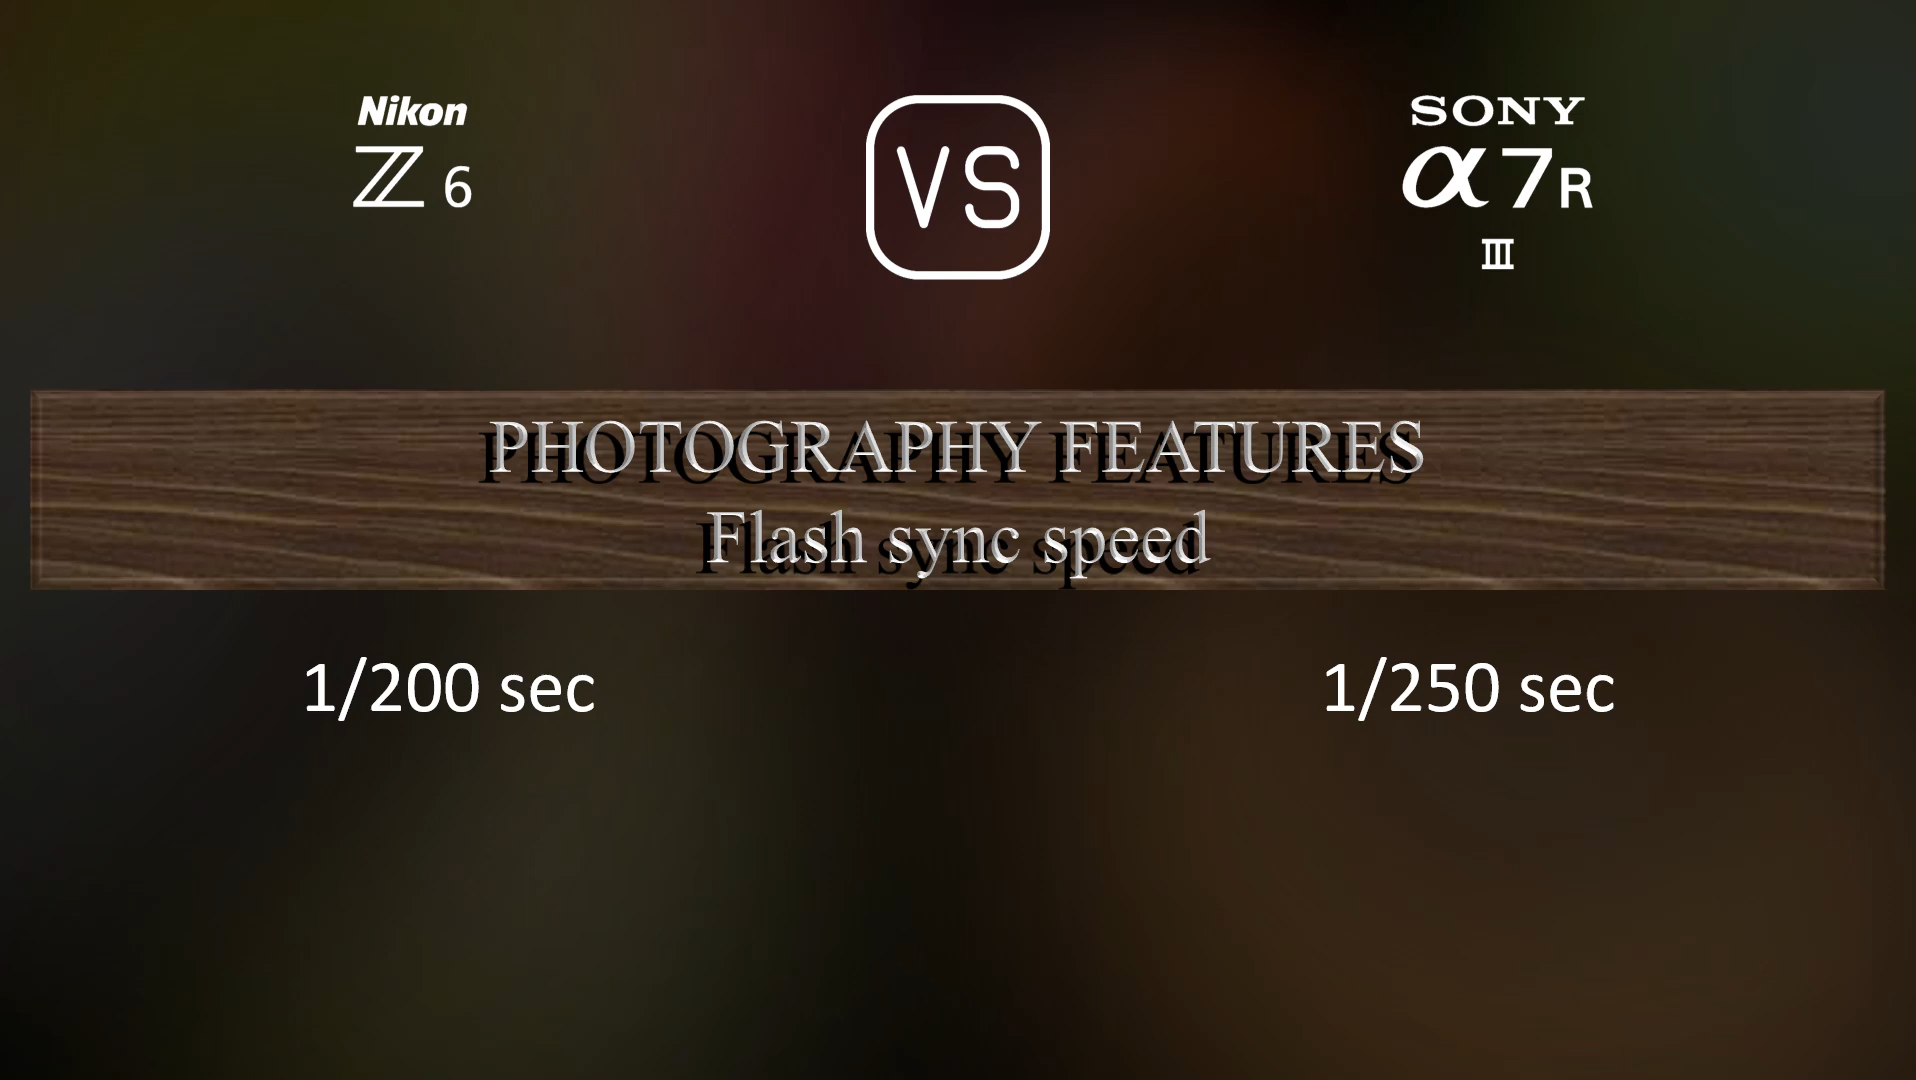 Nikon
Z 6
VS
SONY
α7R
III
PHOTOGRAPHY FEATURES
Flash sync speed
1/200 sec
1/250 sec